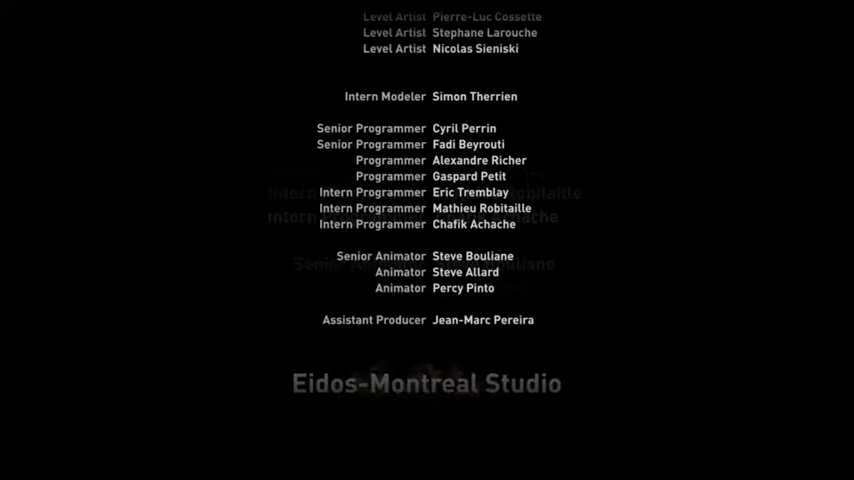 Level Artist Pierre-Luc Cossette
Level Artist Stephane Larouche
Level Artist Nicolas Sieniski
Intern Modeler Simon Therrien
Senior Programmer Cyril Perrin
Senior Programmer Fadi Beyrouti
Programmer Alexandre Richer
Programmer Gaspard Petit
Intern Programmer Eric Tremblay
Intern Programmer Mathieu Robitaille
Intern Programmer Chafik Achache
Senior Animator Steve Bouliane
Animator Steve Allard
Animator Percy Pinto
Assistant Producer Jean-Marc Pereira
Eidos-Montreal Studio